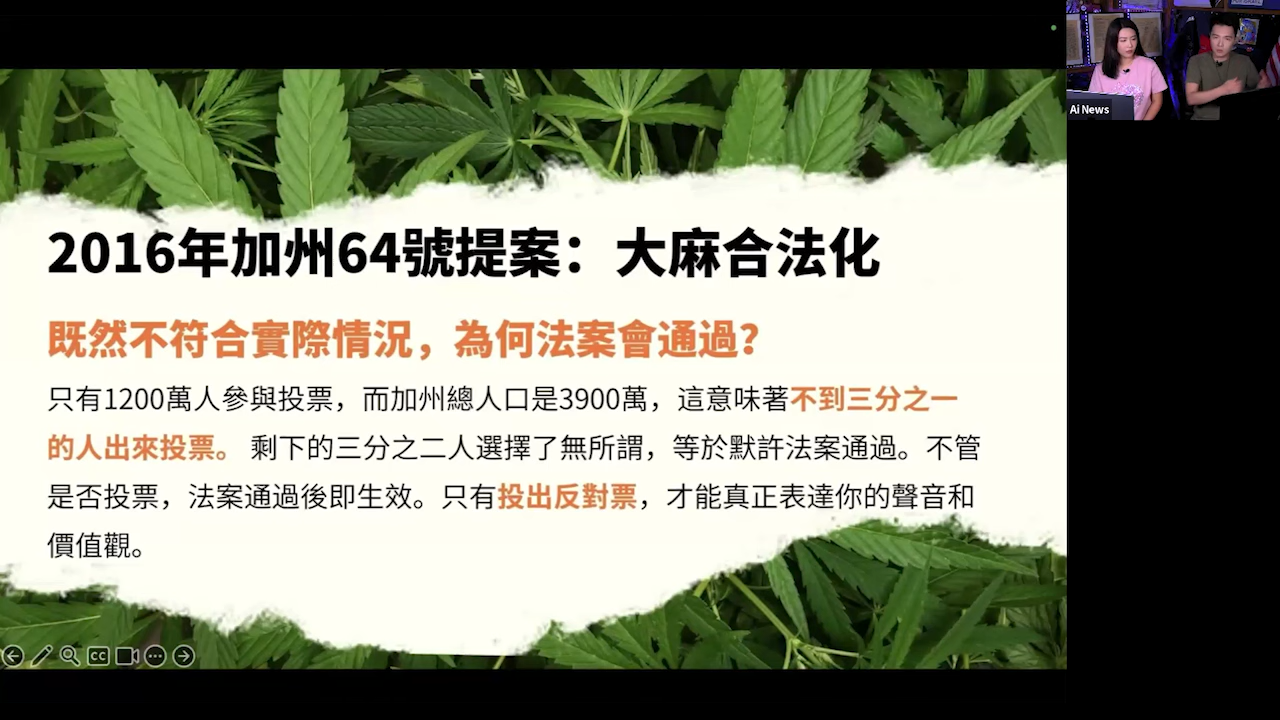 2016年加州64號提案：大麻合法化
既然不符合實際情況，為何法案會通過？
只有1200萬人參與投票，而加州總人口是3900萬，這意味著不到三分之一
的人出來投票。 剩下的三分之二人選擇了無所謂，等於默許法案通過。不管
是否投票，法案通過後即生效。只有投出反對票，才能真正表達你的聲音和
價值觀。
Ai News
CC